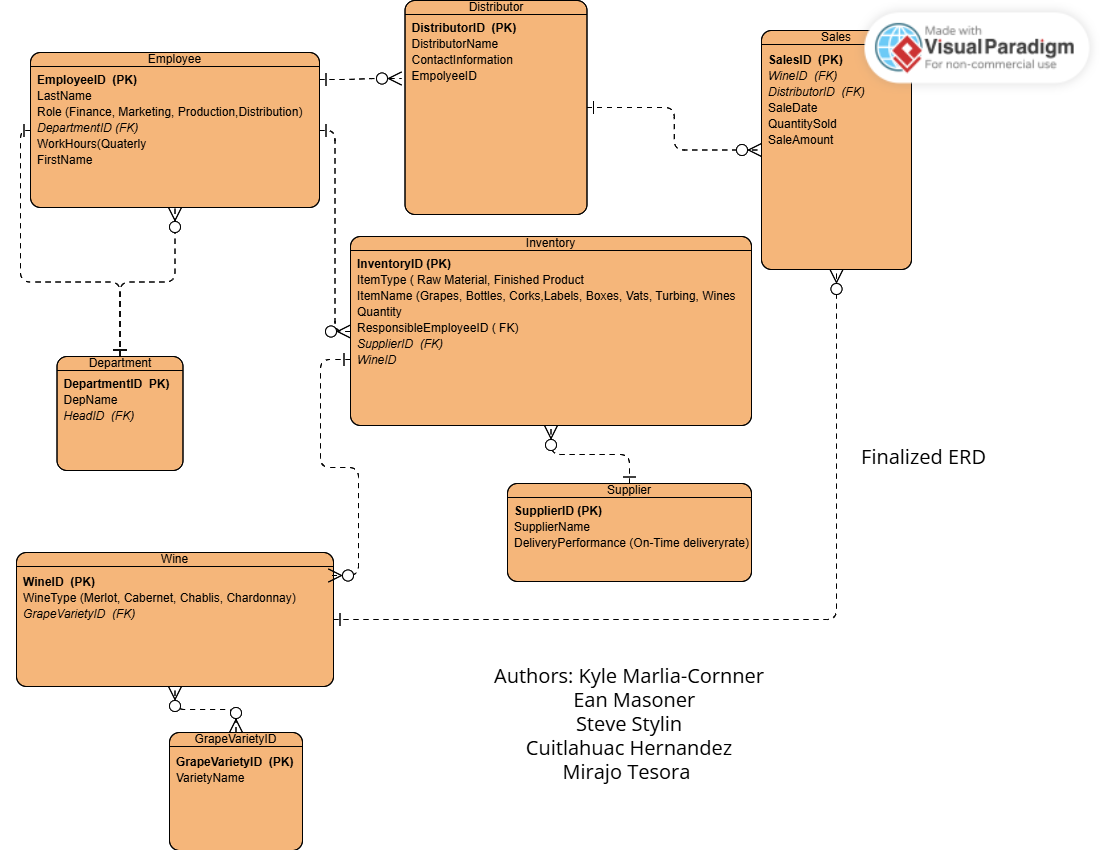 Employee
EmployeeID (PK)
LastName
Role (Finance, Marketing, Production,Distribution)
DepartmentID (FK)
WorkHours(Quaterly
FirstName
Distributor
DistributorID (PK)
DistributorName
ContactInformation
EmpolyeeID
Sales
SalesID (PK)
WineID (FK)
DistributorID (FK)
SaleDate
QuantitySold
SaleAmount
Made with
Visual Paradigm
For non-commercial use
Inventory
InventoryID (PK)
ItemType ( Raw Material, Finished Product
ItemName (Grapes, Bottles, Corks,Labels, Boxes, Vats, Turbing, Wines
Quantity
ResponsibleEmployeeID ( FK)
SupplierID (FK)
WineID
Department
DepartmentID PK)
DepName
HeadID (FK)
Finalized ERD
Supplier
SupplierID (PK)
SupplierName
DeliveryPerformance (On-Time deliveryrate)
Wine
WineID (PK)
WineType (Merlot, Cabernet, Chablis, Chardonnay)
GrapeVarietyID (FK)
GrapeVarietyID
GrapeVarietyID (PK)
VarietyName
Authors: Kyle Marlia-Cornner
Ean Masoner
Steve Stylin
Cuitlahuac Hernandez
Mirajo Tesora